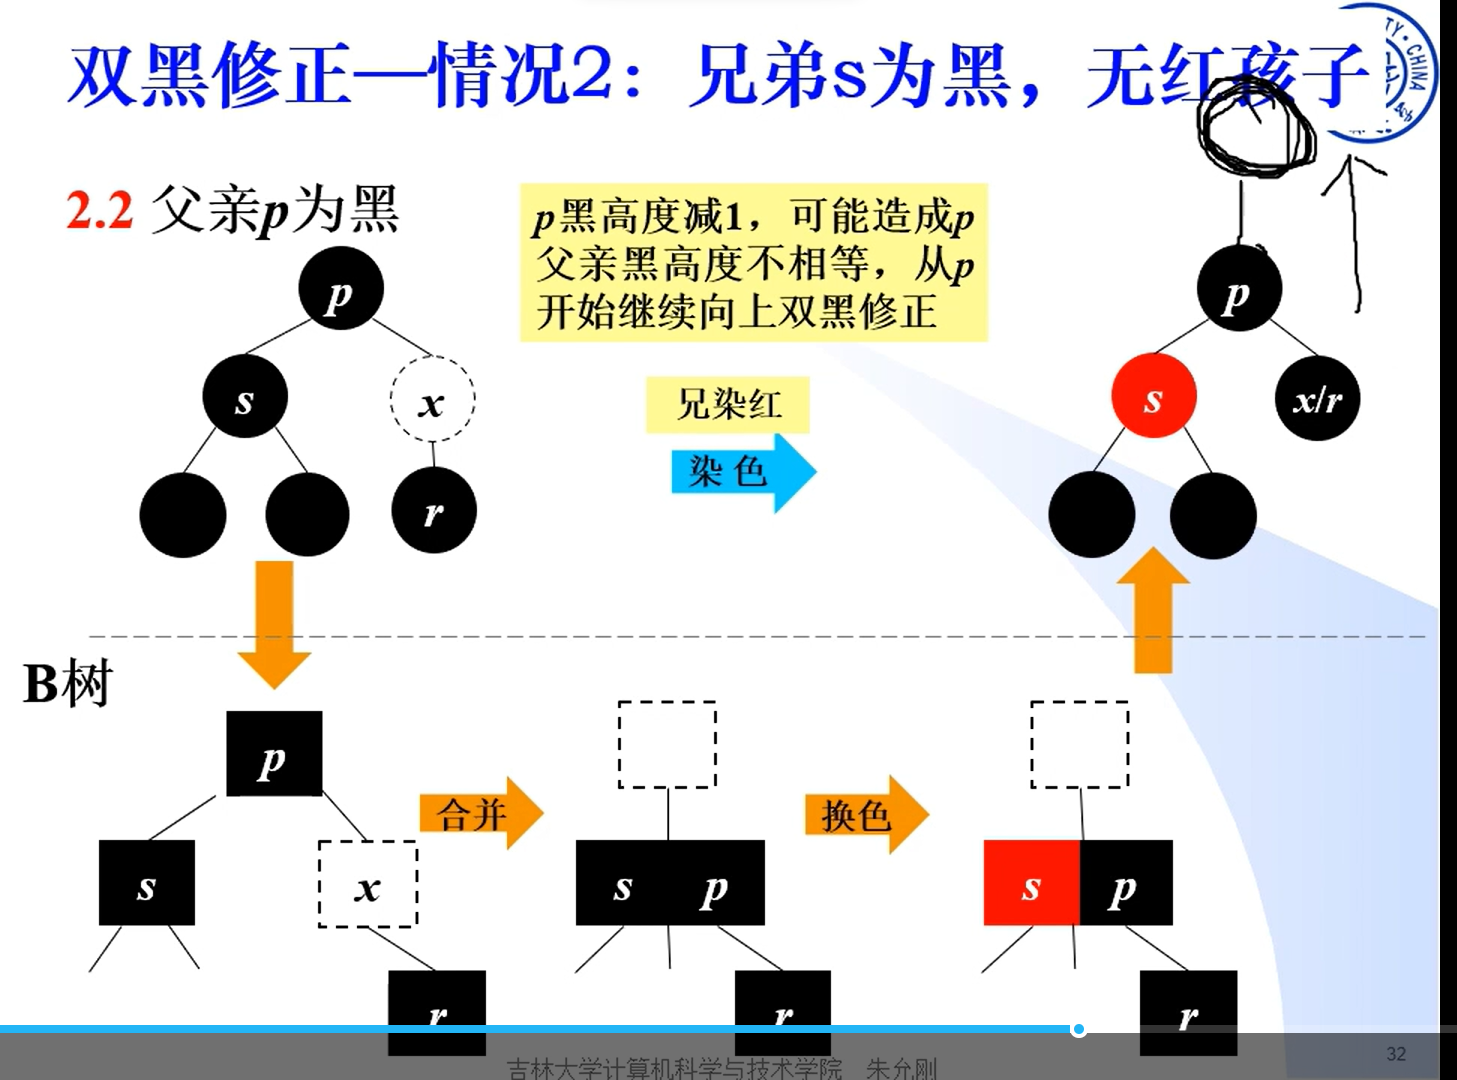 双黑修正—情况2：兄弟s为黑，无红孩子
TY·CHINA
2.2 父亲p为黑
p黑高度减1，可能造成p
父亲黑高度不相等，从p
开始继续向上双黑修正
p
p
s
x
兄染红
s
x/r
r
染色
B树
p
合并
换色
s
x
s p
s p
r
r
r
吉林大学计算机科学与技术学院 朱允刚
32